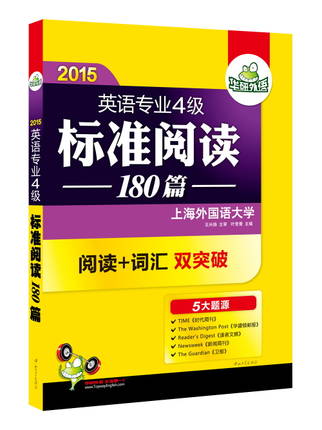 华研外语
2015
英语专业4级
标准阅读
180篇
上海外国语大学
阅读+词汇 双突破
5大题源
TIME《时代周刊》
The Washington Post《华盛顿邮报》
Reader's Digest《读者文摘》
Newsweek《新闻周刊》
The Guardian《卫报》
2015
英语专业4级
标准阅读
180篇